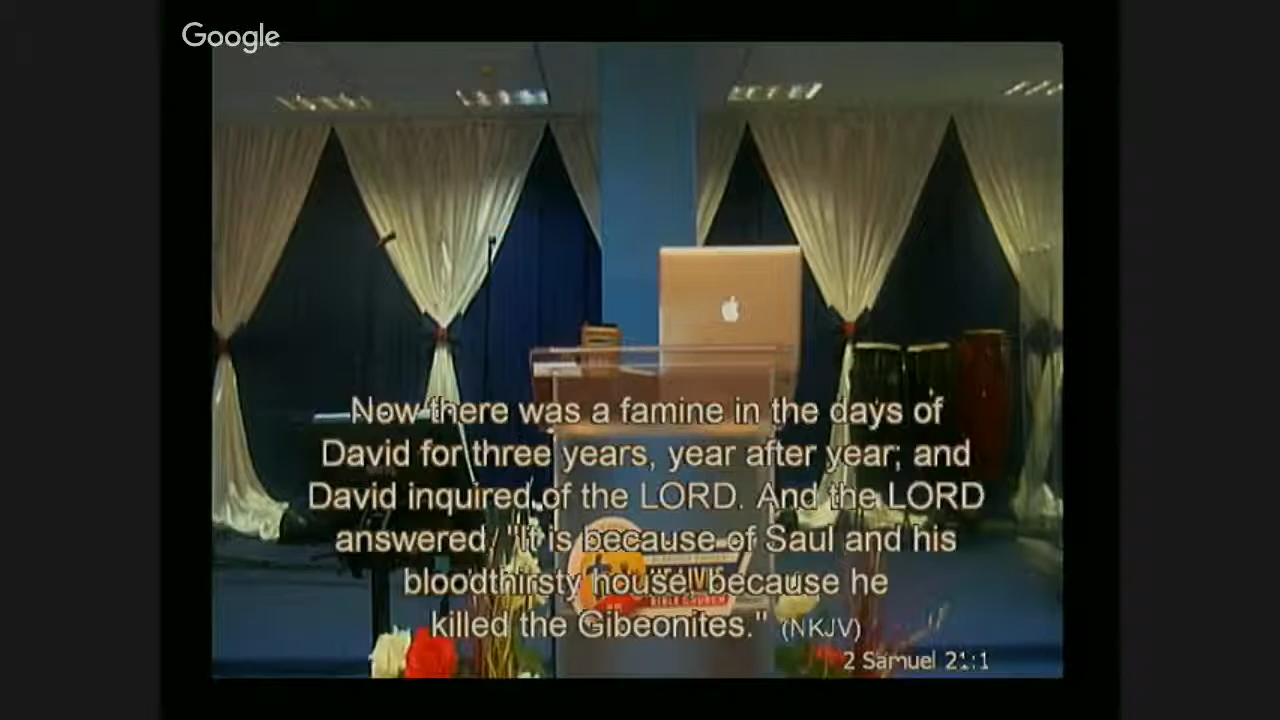 Google
Now there was a famine in the days of
David for three years, year after year; and
David inquired of the LORD. And the LORD
answered, "It is because of Saul and his
bloodthirsty house, because he
killed the Gibeonites." (NKJV)
2 Samuel 21:1
BIBLE CHURCH